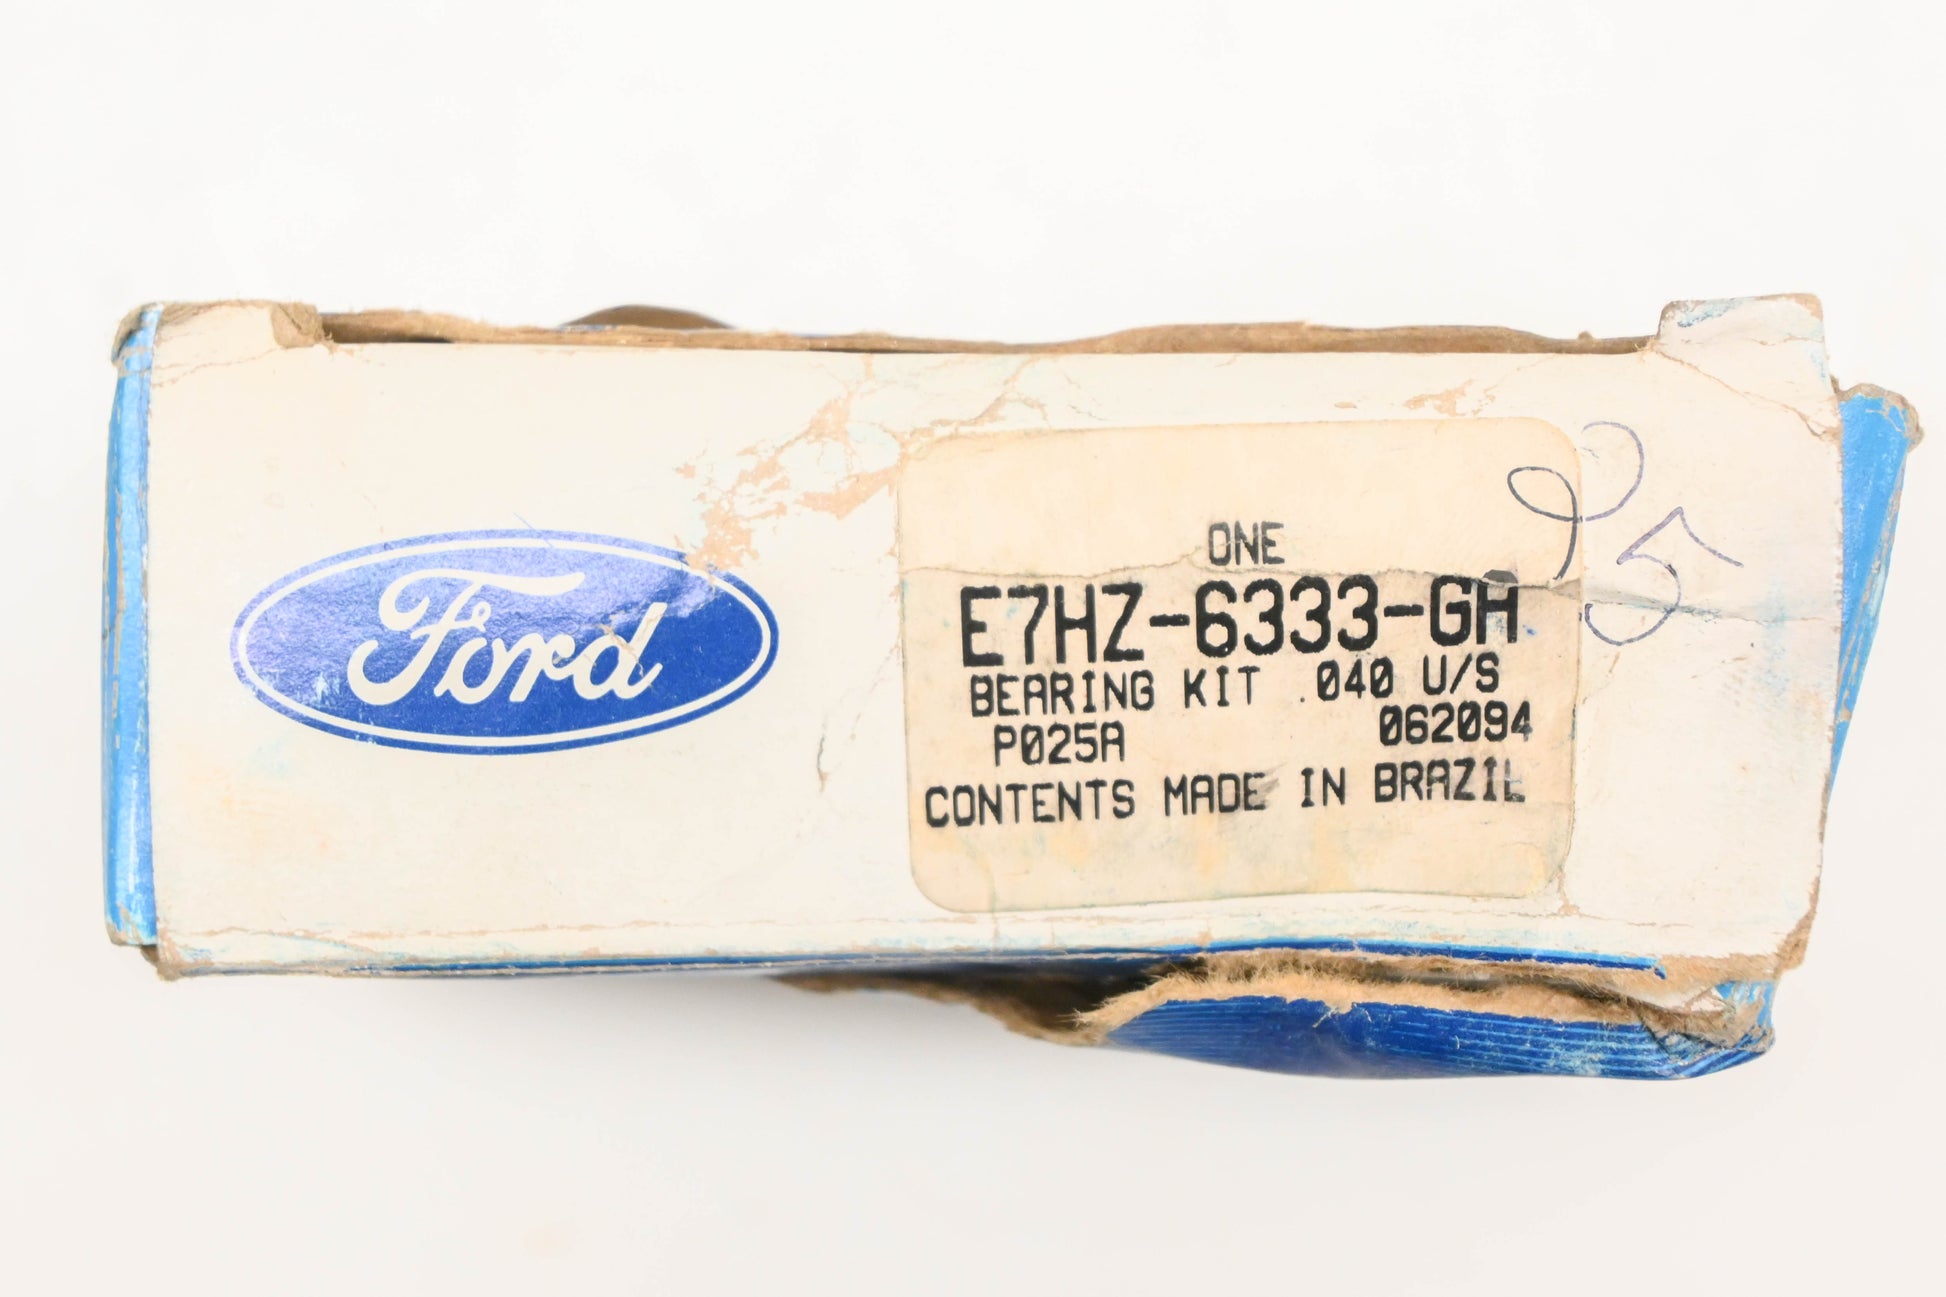 Ford
ONE
E7HZ-6333-GA
BEARING KIT .040 U/S
P025A 062094
CONTENTS MADE IN BRAZIL